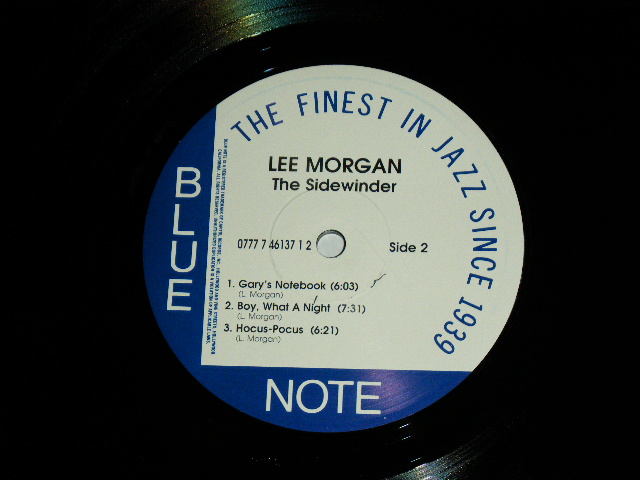 THE FINEST IN JAZZ SINCE 1939
BLUE
NOTE
LEE MORGAN
The Sidewinder
0777 7 46137 1 2
Side 2
1. Gary's Notebook (6:03)
(L. Morgan)
2. Boy, What A Night (7:31)
(L. Morgan)
3. Hocus-Pocus (6:21)
(L. Morgan)